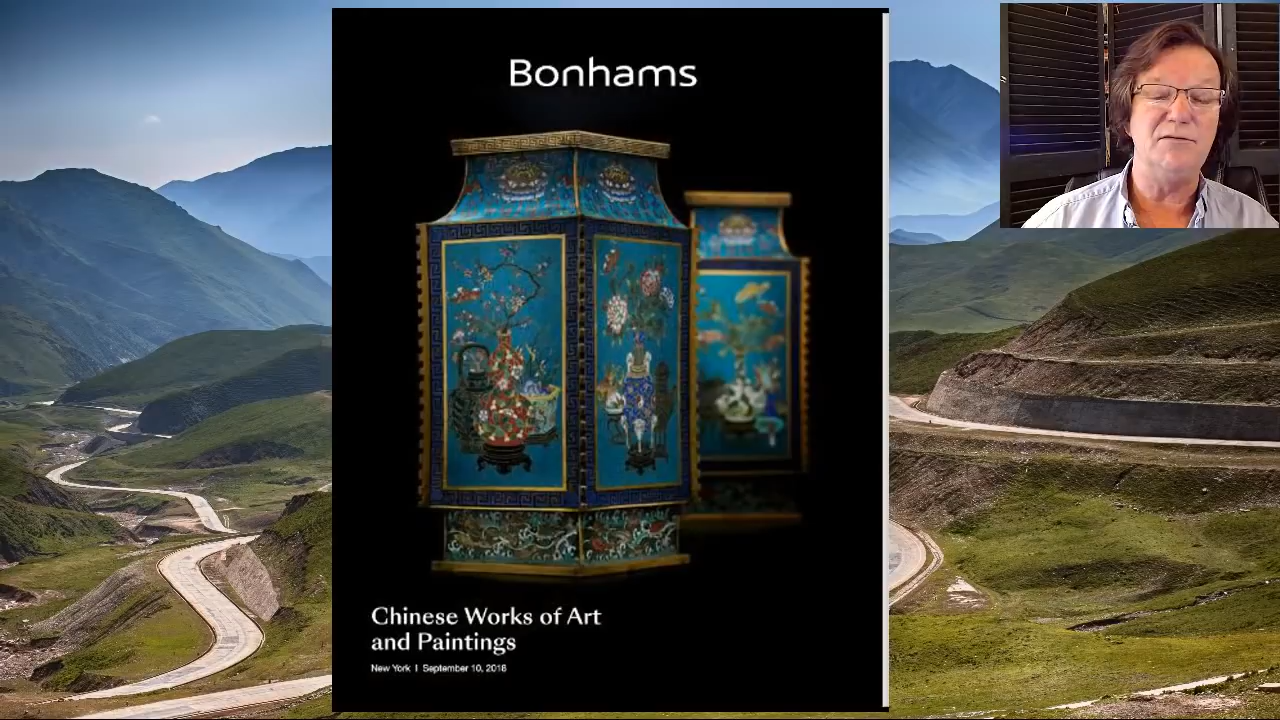 Bonhams
Chinese Works of Art
and Paintings
New York | September 10, 2018